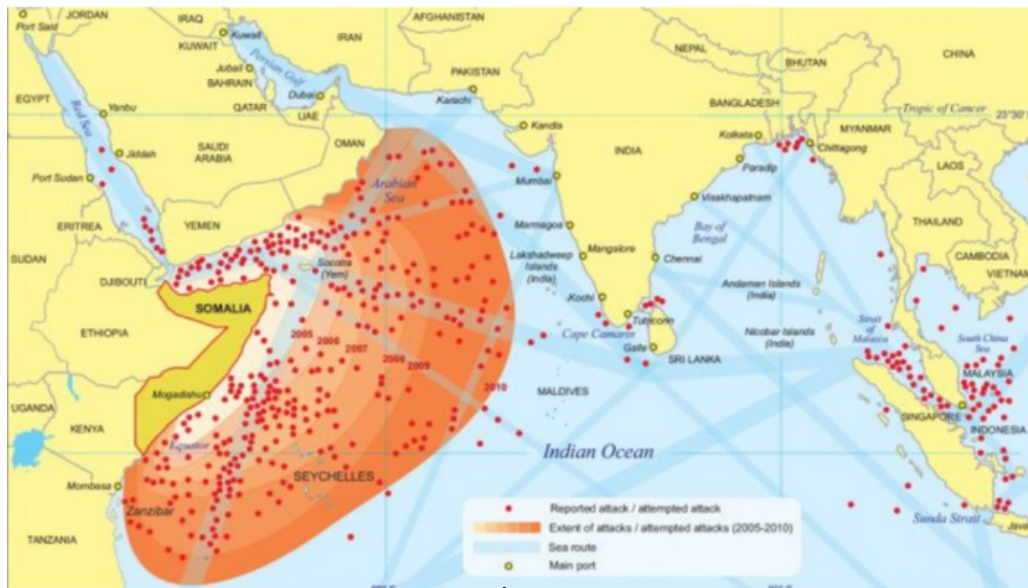 JORDAN
IRAQ
AFGHANISTAN
Port Said
KUWAIT
Kuwait
IRAN
CHINA
NEPAL
BHUTAN
Jubail
Persian Gulf
PAKISTAN
BAHRAIN
EGYPT
Yanbu
QATAR
Dubai
UAE
Karachi
BANGLADESH
Tropic of Cancer
23°30'
Red Sea
Kandla
Kolkata
MYANMAR
SAUDI
ARABIA
OMAN
INDIA
Chittagong
Jiddah
Paradip
LAOS
Port Sudan
Arabian
Sea
Mumbai
Visakhapatnam
ERITREA
YEMEN
Marmagoa
Bay of
Bengal
THAILAND
SUDAN
Socotra
(Yem)
Lakshadweep
Islands
(India)
Mangalore
Chennai
CAMBODIA
VIETNAM
DJIBOUTI
Andaman Islands
(India)
SOMALIA
Kochi
ETHIOPIA
Tuticorin
Cape Camarin
Nicobar Islands
(India)
Strait
of
Malacca
South China
Sea
2005
2006
2007
2008
2009
2010
Galle
SRI LANKA
MALAYSIA
Mogadishu
MALDIVES
UGANDA
KENYA
SINGAPORE
INDONESIA
Equator
Indian Ocean
SEYCHELLES
Mombasa
Zanzibar
Reported attack / attempted attack
Extent of attacks / attempted attacks (2005-2010)
Sea route
Main port
Sunda Strait
Java
TANZANIA